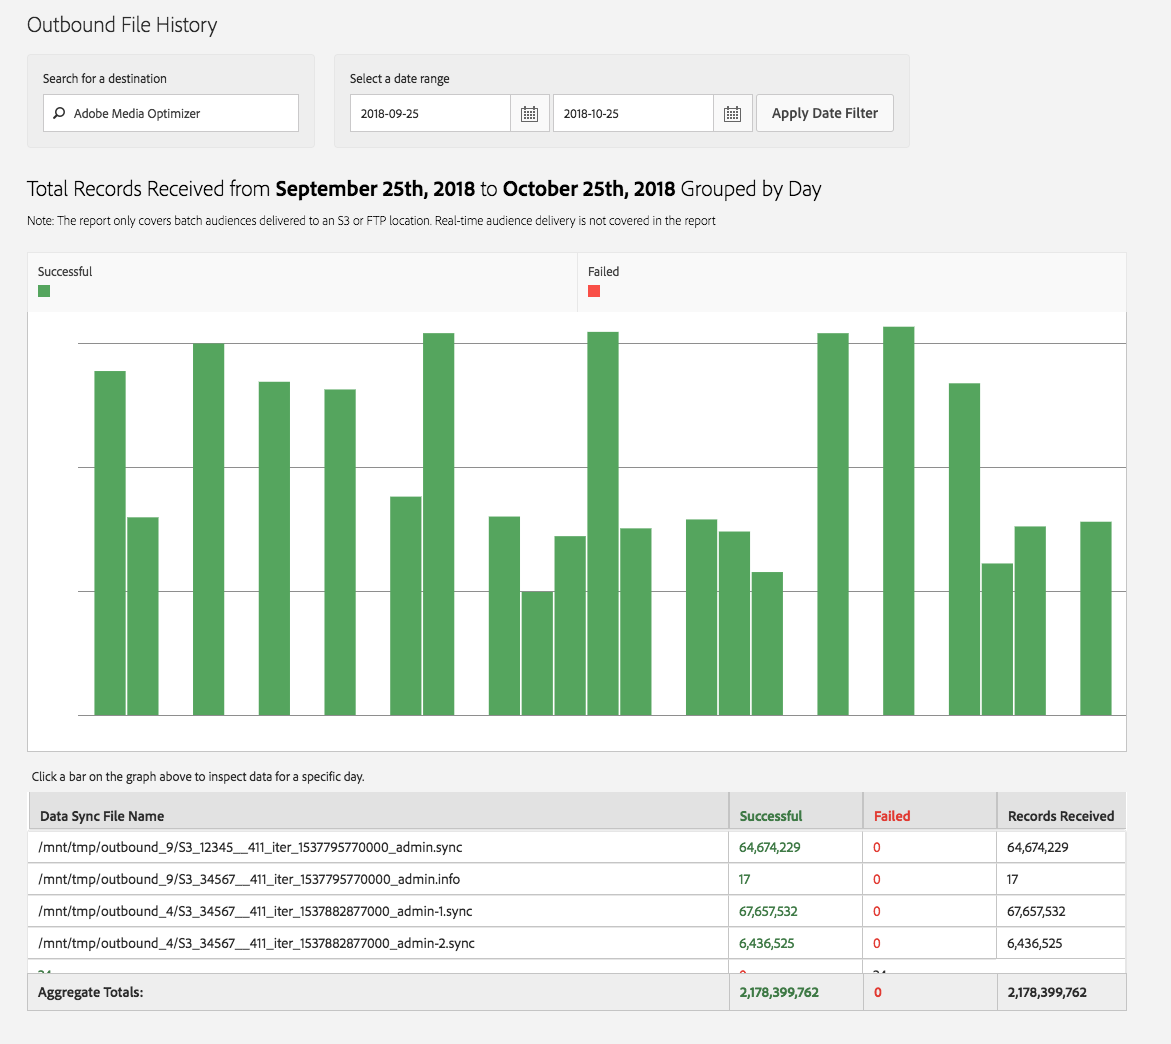 Outbound File History
Search for a destination
Adobe Media Optimizer
Select a date range
2018-09-25
2018-10-25
Apply Date Filter
Total Records Received from September 25th, 2018 to October 25th, 2018 Grouped by Day
Note: The report only covers batch audiences delivered to an S3 or FTP location. Real-time audience delivery is not covered in the report
Successful
Failed
Click a bar on the graph above to inspect data for a specific day.
Data Sync File Name Successful Failed Records Received
/mnt/tmp/outbound_9/S3_12345__411_iter_1537795770000_admin.sync 64,674,229 0 64,674,229
/mnt/tmp/outbound_9/S3_34567__411_iter_1537795770000_admin.info 17 0 17
/mnt/tmp/outbound_4/S3_34567__411_iter_1537882877000_admin-1.sync 67,657,532 0 67,657,532
/mnt/tmp/outbound_4/S3_34567__411_iter_1537882877000_admin-2.sync 6,436,525 0 6,436,525
Aggregate Totals: 2,178,399,762 0 2,178,399,762